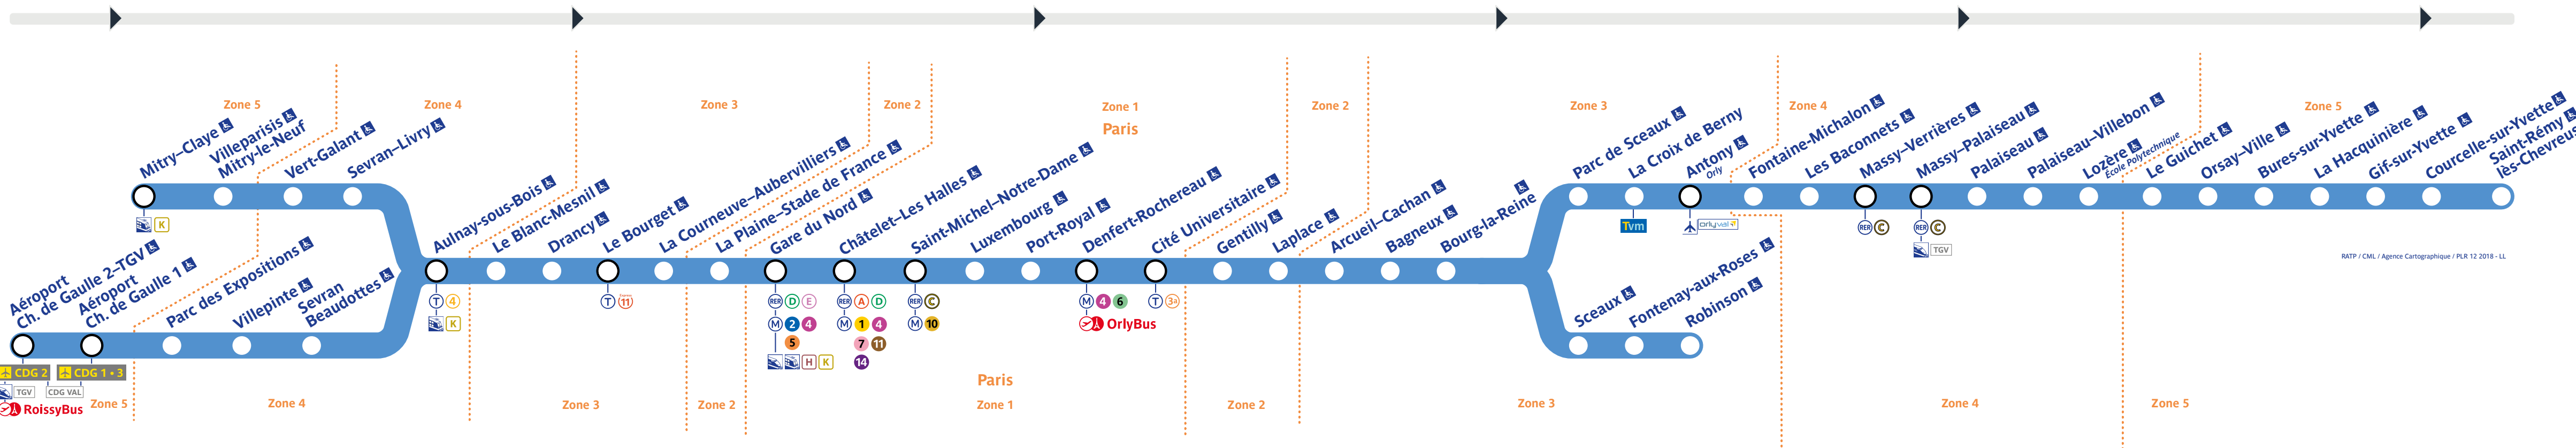 Zone 5
Zone 4
Zone 3
Zone 2
Zone 1
Paris
Zone 2
Zone 3
Zone 4
Zone 5
Mitry–Claye
Villeparisis
Mitry-le-Neuf
Vert-Galant
Sevran–Livry
K
Aéroport
Ch. de Gaulle 2–TGV
Aéroport
Ch. de Gaulle 1
Parc des Expositions
Villepinte
Sevran
Beaudottes
CDG 2
CDG 1 • 3
TGV
CDG VAL
RoissyBus
Aulnay-sous-Bois
T 4
K
Le Blanc-Mesnil
Drancy
Le Bourget
T 11
La Courneuve–Aubervilliers
La Plaine–Stade de France
Gare du Nord
RER D E
M 2 4
5
H K
Châtelet–Les Halles
RER A D
M 1 4
7 11
14
Saint-Michel–Notre-Dame
RER C
M 10
Luxembourg
Port-Royal
Denfert-Rochereau
M 4 6
OrlyBus
Cité Universitaire
T 3a
Gentilly
Laplace
Arcueil–Cachan
Bagneux
Bourg-la-Reine
Parc de Sceaux
La Croix de Berny
Tvm
Antony
Orly
orlyval
Fontaine-Michalon
Les Baconnets
Massy–Verrières
RER C
Massy–Palaiseau
RER C
TGV
Palaiseau
Palaiseau–Villebon
Lozère
École Polytechnique
Le Guichet
Orsay–Ville
Bures-sur-Yvette
La Hacquinière
Gif-sur-Yvette
Courcelle-sur-Yvette
Saint-Rémy
lès-Chevreus
Sceaux
Fontenay-aux-Roses
Robinson
RATP / CML / Agence Cartographique / PLR 12 2018 - LL
Zone 5
Zone 4
Zone 3
Zone 2
Paris
Zone 1
Zone 2
Zone 3
Zone 4
Zone 5